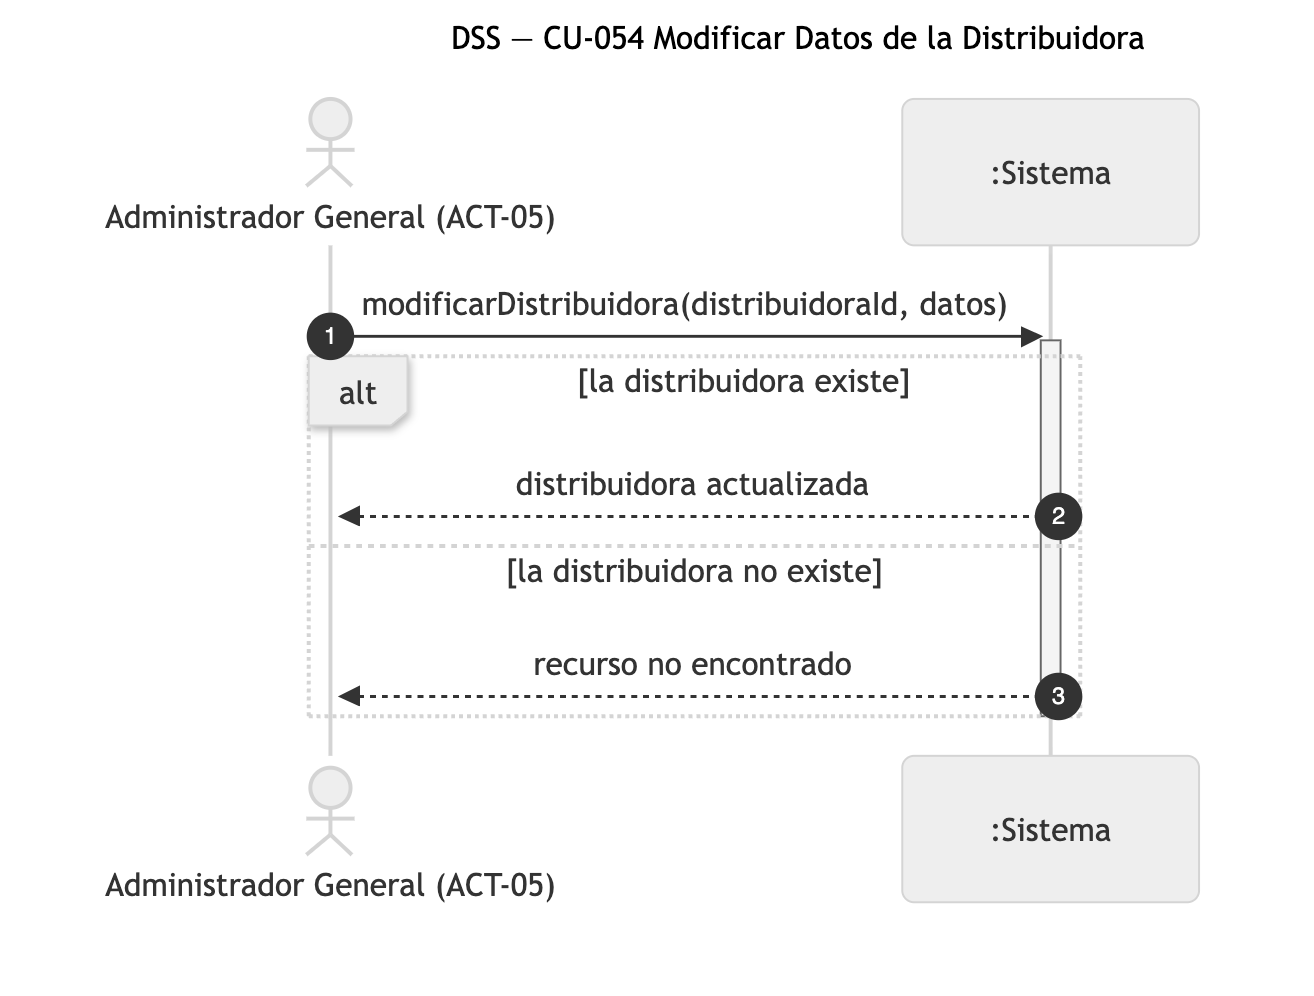 DSS — CU-054 Modificar Datos de la Distribuidora
Administrador General (ACT-05)
:Sistema
modificarDistribuidora(distribuidoraId, datos)
1
alt
[la distribuidora existe]
distribuidora actualizada
2
[la distribuidora no existe]
recurso no encontrado
3
Administrador General (ACT-05)
:Sistema